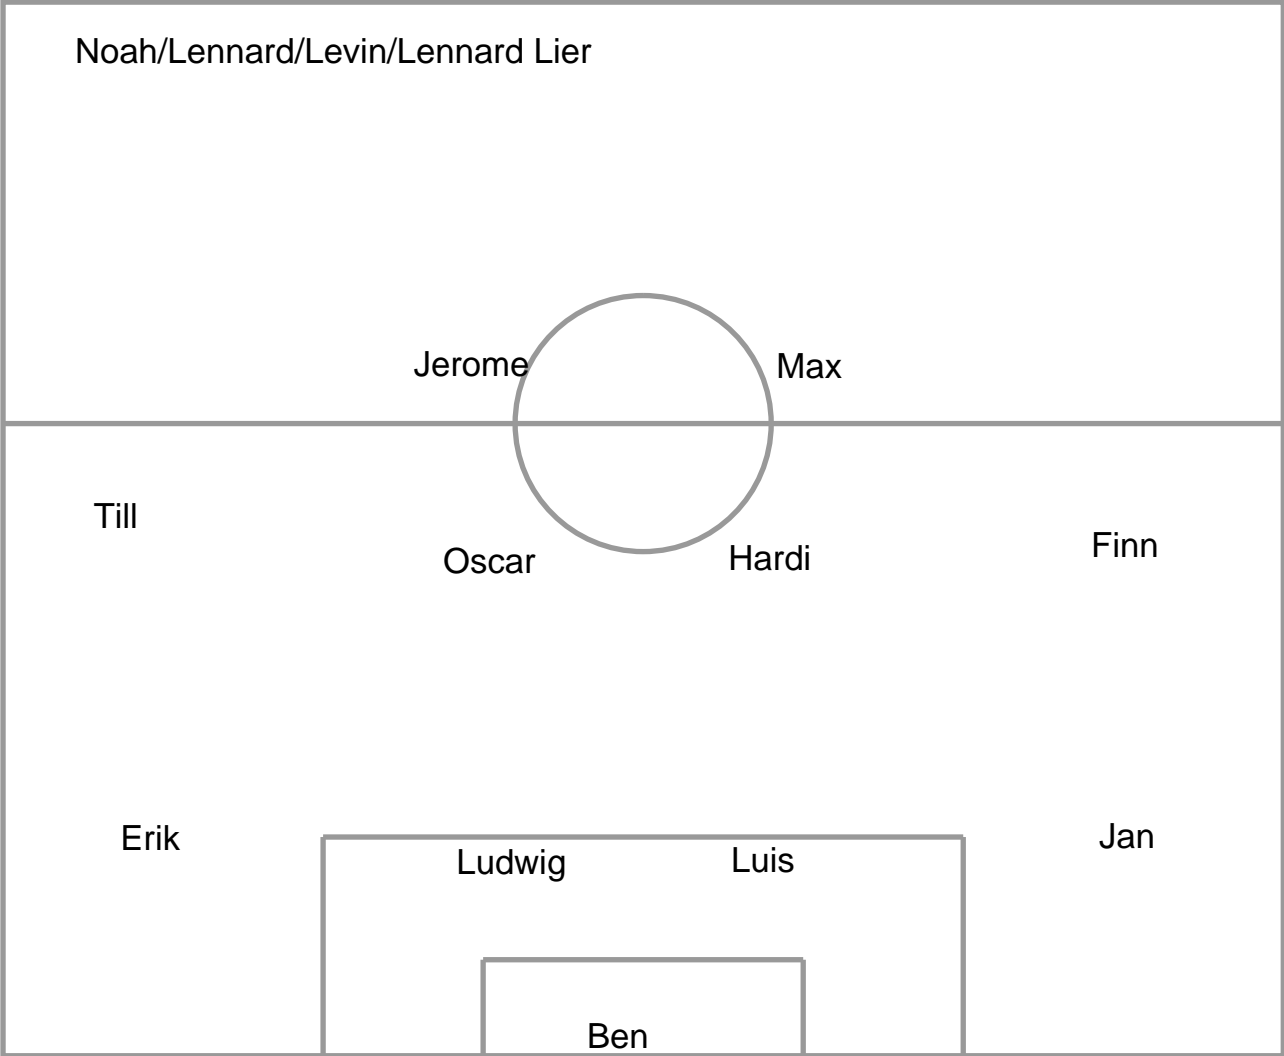 Noah/Lennard/Levin/Lennard Lier
Jerome
Max
Till
Finn
Oscar
Hardi
Erik
Jan
Ludwig
Luis
Ben